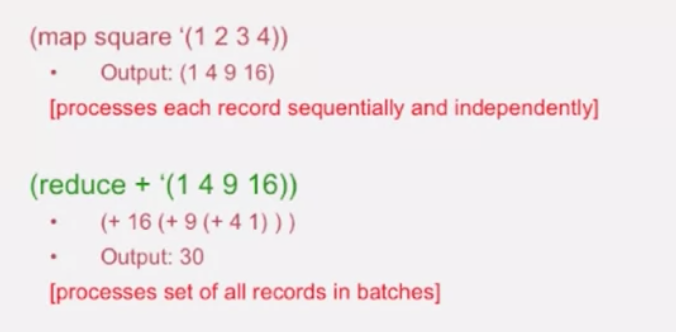 (map square ‘(1 2 3 4))
• Output: (1 4 9 16)
[processes each record sequentially and independently]
(reduce + ‘(1 4 9 16))
• (+ 16 (+ 9 (+ 4 1) ) )
• Output: 30
[processes set of all records in batches]